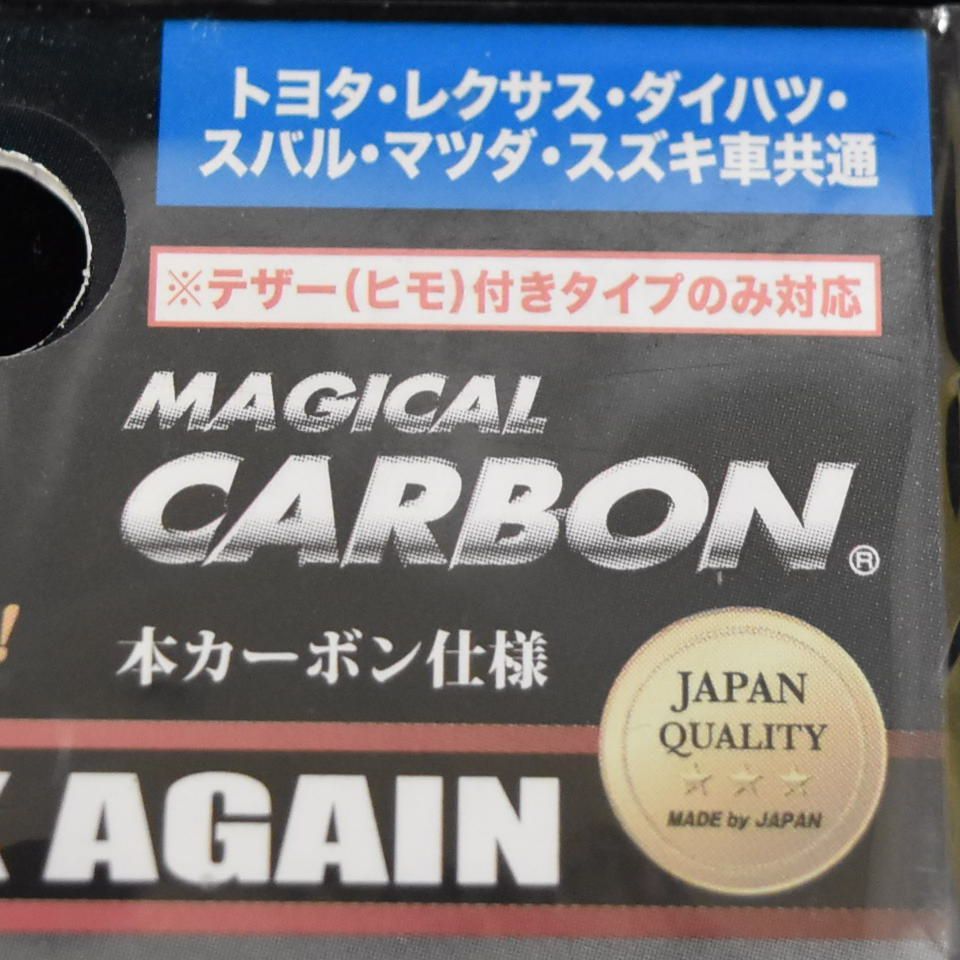 トヨタ・レクサス・ダイハツ・
スバル・マツダ・スズキ車共通
※テザー(ヒモ)付きタイプのみ対応
MAGICAL
CARBON®
本カーボン仕様
!
JAPAN
QUALITY
MADE by JAPAN
AGAIN